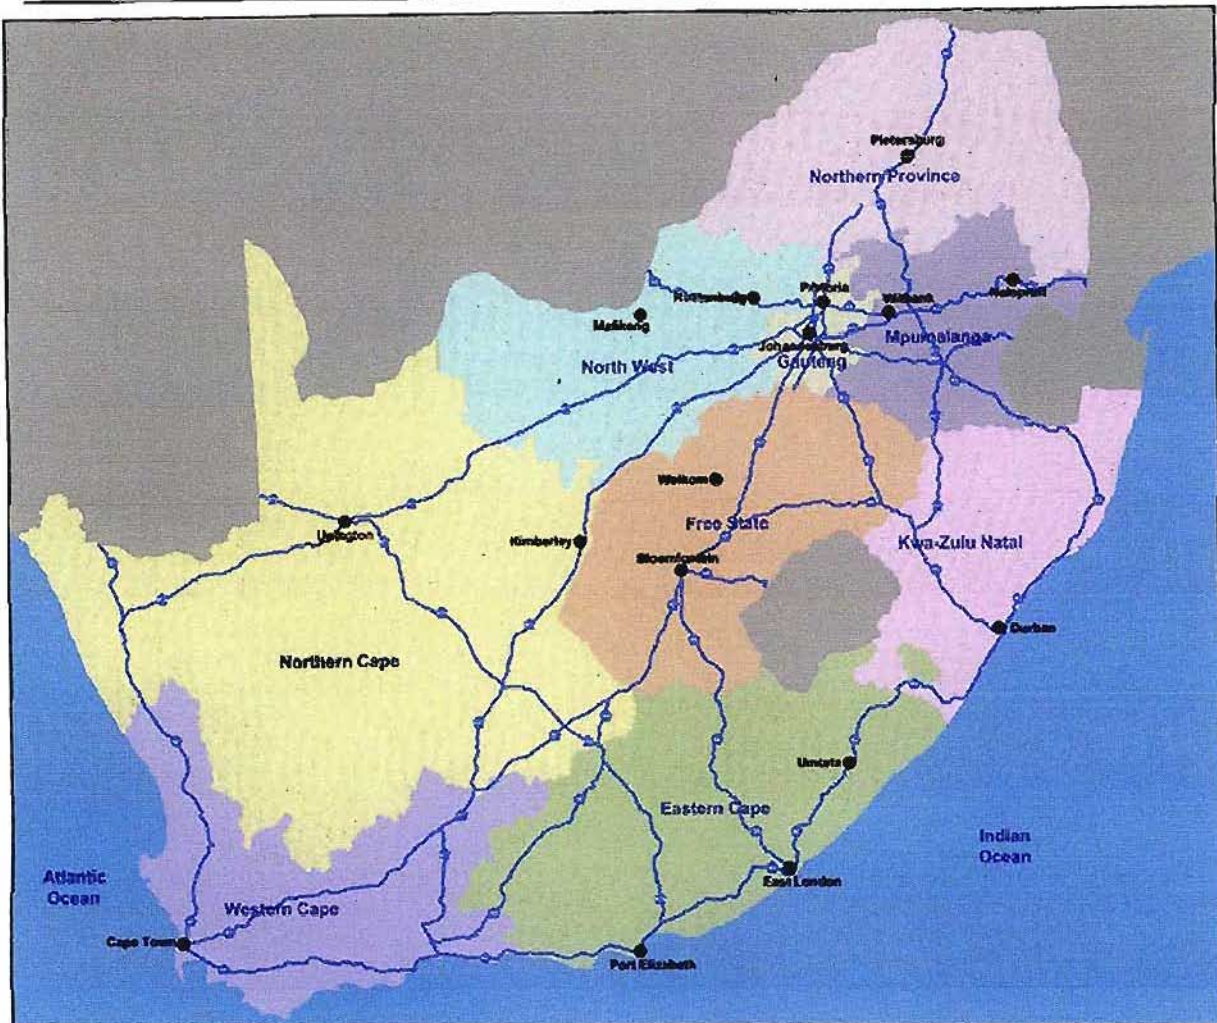 Pietersburg
Northern Province
Pretoria
Rustenburg
Witbank
Nelspruit
Mafikeng
Johannesburg
Mpumalanga
North West
Gauteng
Welkom
Free State
Upington
Kimberley
Kwa-Zulu Natal
Bloemfontein
Durban
Northern Cape
Umtata
Eastern Cape
Indian
Ocean
Atlantic
Ocean
East London
Western Cape
Cape Town
Port Elizabeth